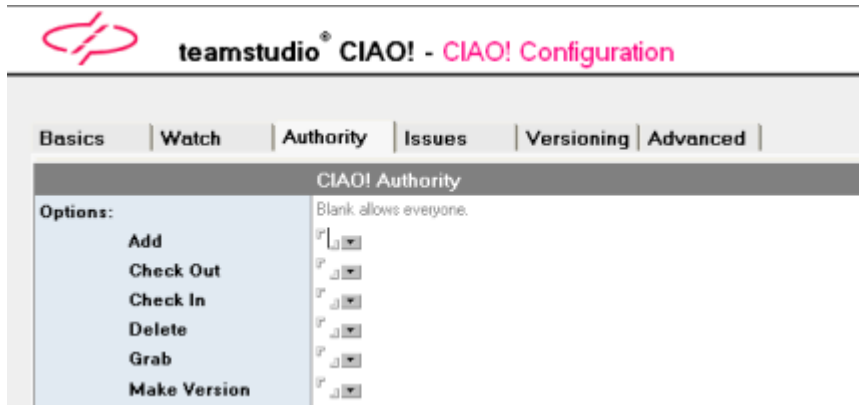 teamstudio® CIAO! - CIAO! Configuration
Basics Watch Authority Issues Versioning Advanced
CIAO! Authority
Options: Blank allows everyone.
Add
Check Out
Check In
Delete
Grab
Make Version